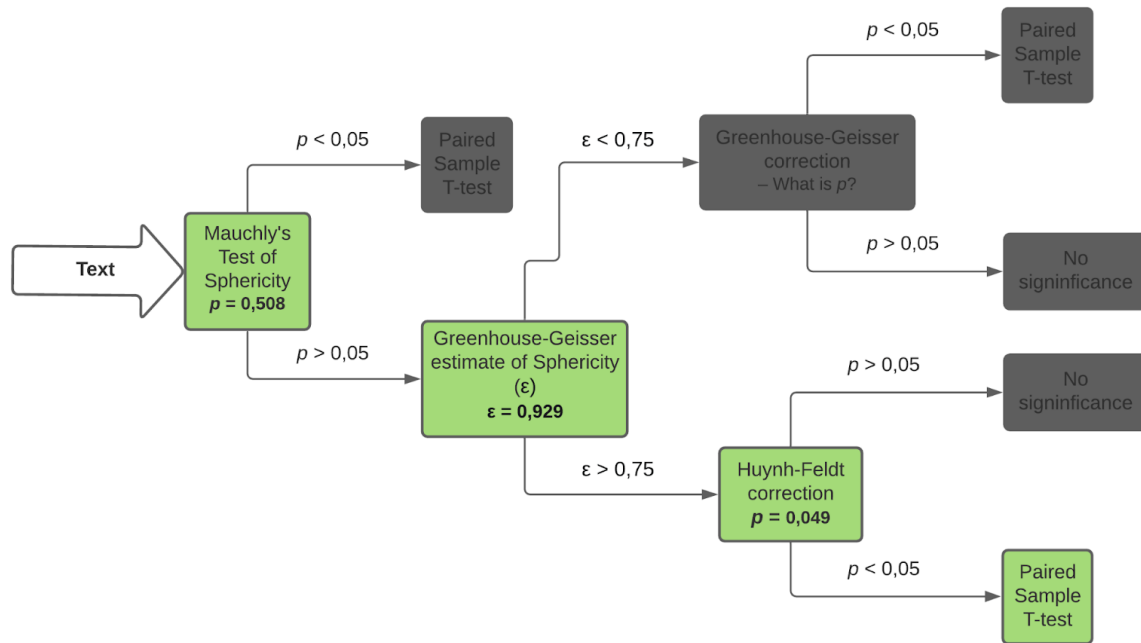 Text
Mauchly's
Test of
Sphericity
p = 0,508
p < 0,05
Paired
Sample
T-test
p > 0,05
Greenhouse-Geisser
estimate of Sphericity
(ε)
ε = 0,929
ε < 0,75
Greenhouse-Geisser
correction
– What is p?
p < 0,05
Paired
Sample
T-test
p > 0,05
No
signinficance
ε > 0,75
Huynh-Feldt
correction
p = 0,049
p > 0,05
No
signinficance
p < 0,05
Paired
Sample
T-test